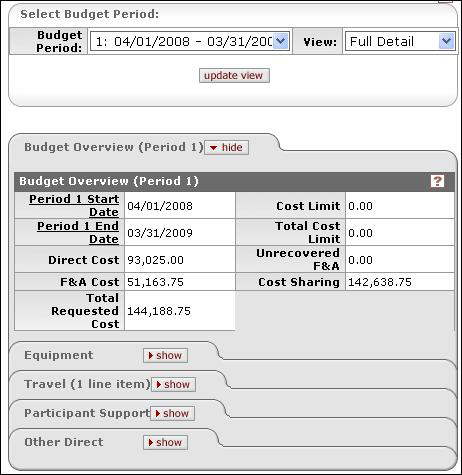 Select Budget Period:
Budget Period: 1: 04/01/2008 - 03/31/200 View: Full Detail
update view
Budget Overview (Period 1) hide
Budget Overview (Period 1) ?
Period 1 Start Date 04/01/2008 Cost Limit 0.00
Period 1 End Date 03/31/2009 Total Cost Limit 0.00
Direct Cost 93,025.00 Unrecovered F&A 0.00
F&A Cost 51,163.75 Cost Sharing 142,638.75
Total Requested Cost 144,188.75
Equipment show
Travel (1 line item) show
Participant Support show
Other Direct show